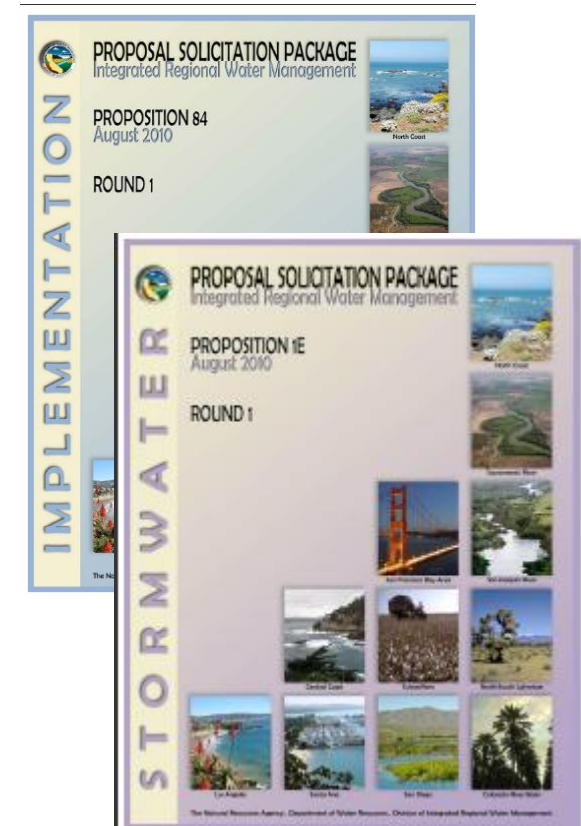 PROPOSAL SOLICITATION PACKAGE
Integrated Regional Water Management
PROPOSITION 84
August 2010
ROUND 1
IMPLEMENTATION
North Coast
The Na
PROPOSAL SOLICITATION PACKAGE
Integrated Regional Water Management
PROPOSITION 1E
August 2010
ROUND 1
STORMWATER
North Coast
Sacramento River
San Francisco Bay Area
San Joaquin River
Central Coast
Tulare/Kern
North/South Lahontan
Los Angeles
Santa Ana
San Diego
Colorado River Basin
The Natural Resources Agency, Department of Water Resources, Division of Integrated Regional Water Management